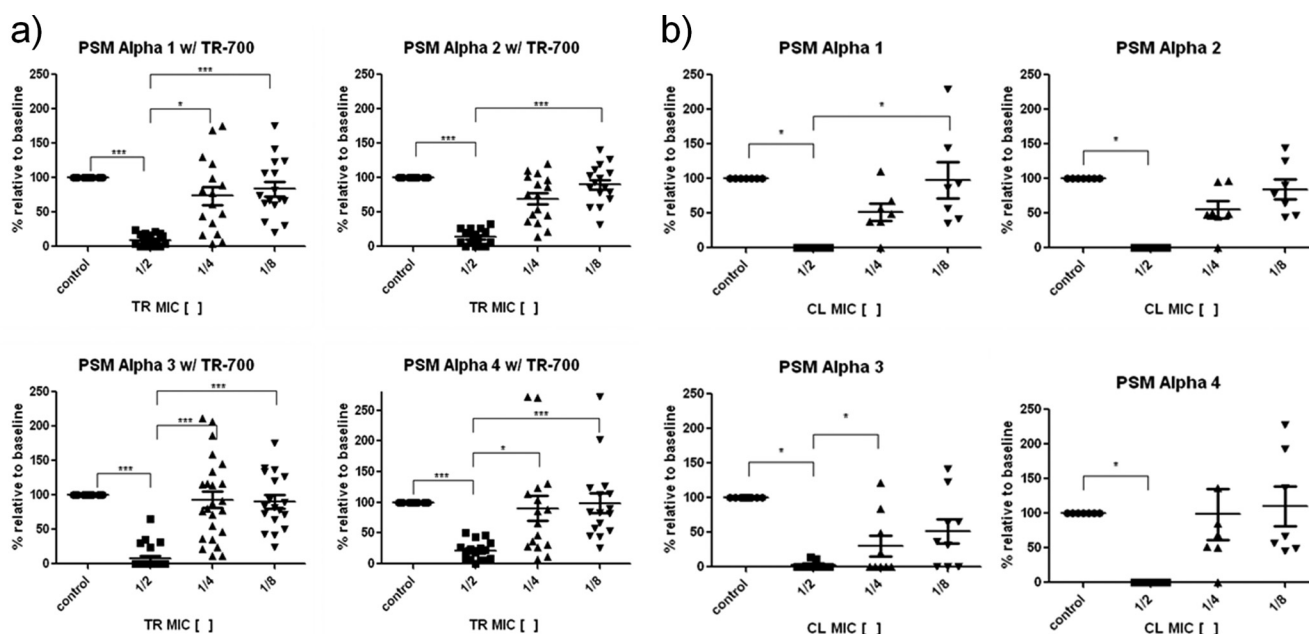 a)
PSM Alpha 1 w/ TR-700
% relative to baseline
250
200
150
100
50
0
***
*
***
control
1/2
1/4
1/8
TR MIC [ ]
PSM Alpha 2 w/ TR-700
% relative to baseline
250
200
150
100
50
0
***
***
control
1/2
1/4
1/8
TR MIC [ ]
b)
PSM Alpha 1
% relative to baseline
250
200
150
100
50
0
*
*
control
1/2
1/4
1/8
CL MIC [ ]
PSM Alpha 2
% relative to baseline
250
200
150
100
50
0
*
control
1/2
1/4
1/8
CL MIC [ ]
PSM Alpha 3 w/ TR-700
% relative to baseline
250
200
150
100
50
0
***
***
***
control
1/2
1/4
1/8
TR MIC [ ]
PSM Alpha 4 w/ TR-700
% relative to baseline
250
200
150
100
50
0
***
*
***
control
1/2
1/4
1/8
TR MIC [ ]
PSM Alpha 3
% relative to baseline
250
200
150
100
50
0
*
*
control
1/2
1/4
1/8
CL MIC [ ]
PSM Alpha 4
% relative to baseline
250
200
150
100
50
0
*
control
1/2
1/4
1/8
CL MIC [ ]